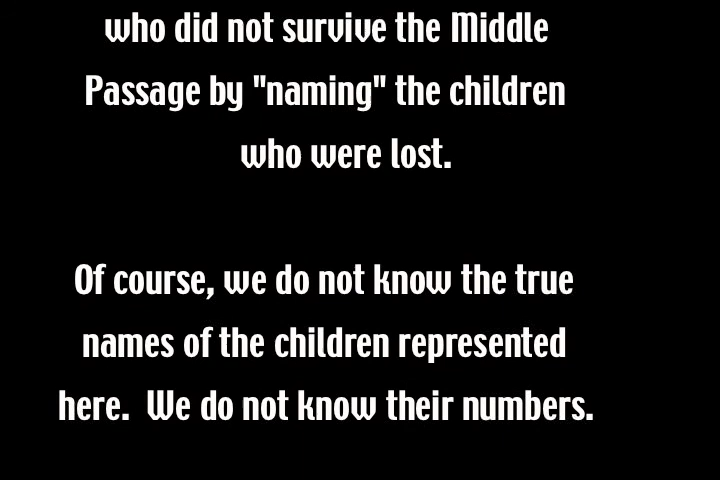 who did not survive the Middle
Passage by "naming" the children
who were lost.
Of course, we do not know the true
names of the children represented
here.  We do not know their numbers.